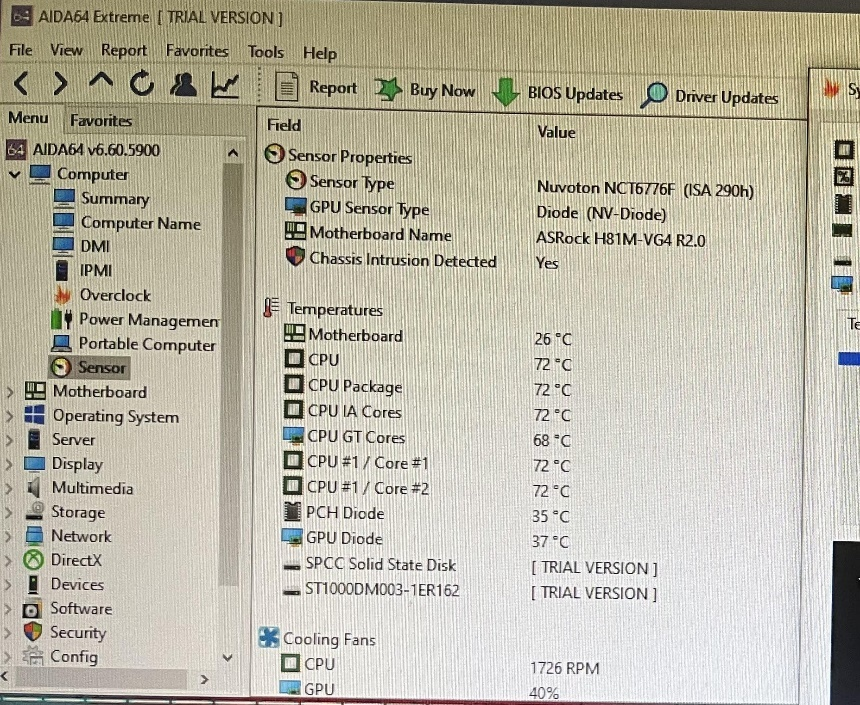 AIDA64 Extreme [ TRIAL VERSION ]
File View Report Favorites Tools Help
Report Buy Now BIOS Updates Driver Updates
Menu Favorites
64 AIDA64 v6.60.5900
Computer
Summary
Computer Name
DMI
IPMI
Overclock
Power Managemen
Portable Computer
Sensor
Motherboard
Operating System
Server
Display
Multimedia
Storage
Network
DirectX
Devices
Software
Security
Config
Field Value
Sensor Properties
Sensor Type Nuvoton NCT6776F (ISA 290h)
GPU Sensor Type Diode (NV-Diode)
Motherboard Name ASRock H81M-VG4 R2.0
Chassis Intrusion Detected Yes
Temperatures
Motherboard 26 °C
CPU 72 °C
CPU Package 72 °C
CPU IA Cores 72 °C
CPU GT Cores 68 °C
CPU #1 / Core #1 72 °C
CPU #1 / Core #2 72 °C
PCH Diode 35 °C
GPU Diode 37 °C
SPCC Solid State Disk [ TRIAL VERSION ]
ST1000DM003-1ER162 [ TRIAL VERSION ]
Cooling Fans
CPU 1726 RPM
GPU 40%
Sy
Te